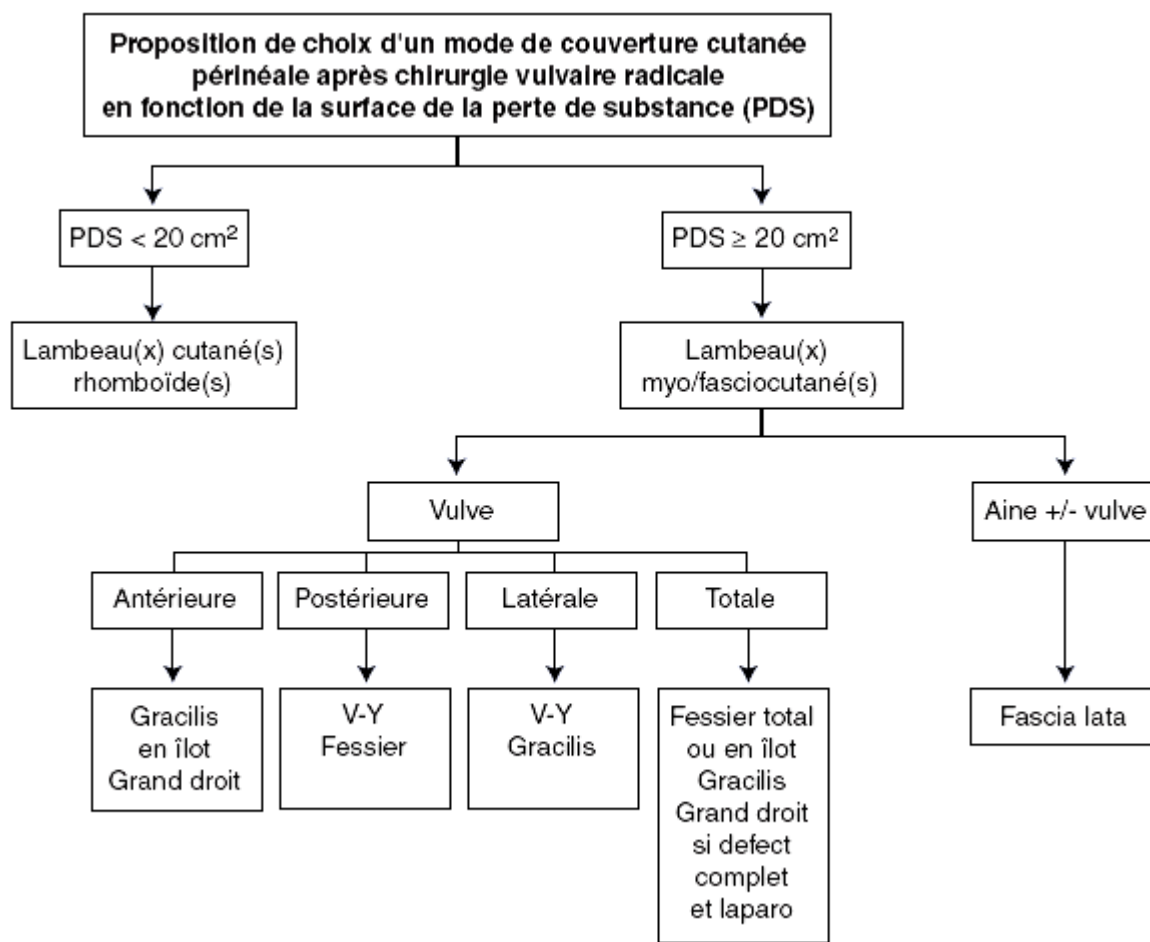 Proposition de choix d'un mode de couverture cutanée
périnéale après chirurgie vulvaire radicale
en fonction de la surface de la perte de substance (PDS)
PDS < 20 cm²
PDS ≥ 20 cm²
Lambeau(x) cutané(s)
rhomboïde(s)
Lambeau(x)
myo/fasciocutané(s)
Vulve
Aine +/- vulve
Antérieure
Postérieure
Latérale
Totale
Gracilis
en îlot
Grand droit
V-Y
Fessier
V-Y
Gracilis
Fessier total
ou en îlot
Gracilis
Grand droit
si defect
complet
et laparo
Fascia lata